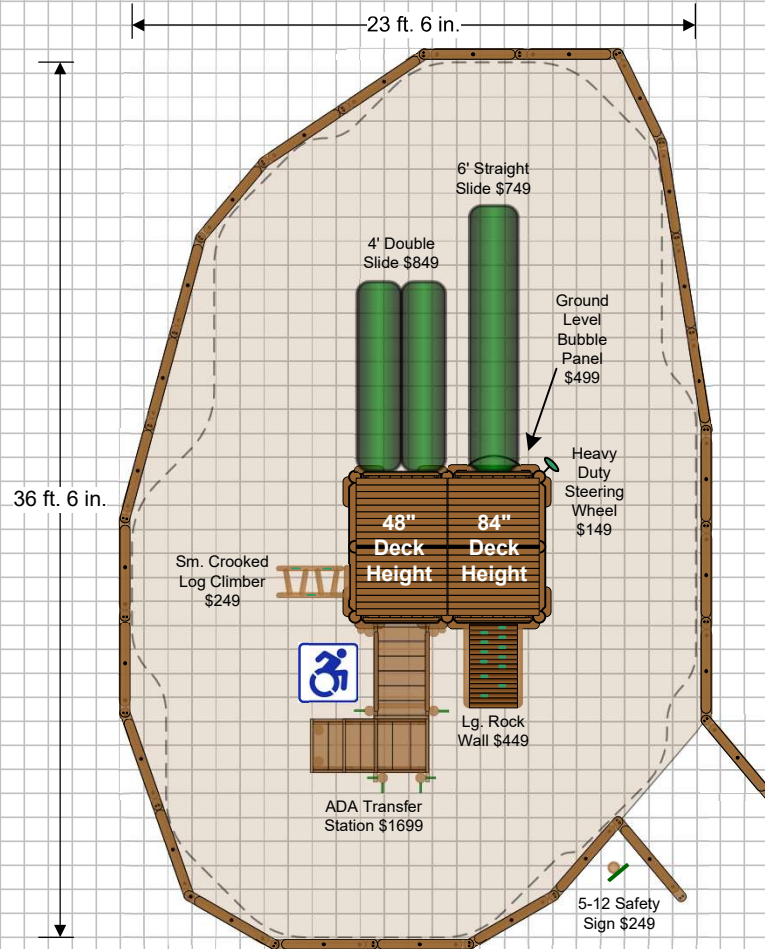 23 ft. 6 in.
6' Straight
Slide $749
4' Double
Slide $849
Ground
Level
Bubble
Panel
$499
Heavy
Duty
Steering
Wheel
$149
36 ft. 6 in.
48"
Deck
Height
84"
Deck
Height
Sm. Crooked
Log Climber
$249
Lg. Rock
Wall $449
ADA Transfer
Station $1699
5-12 Safety
Sign $249